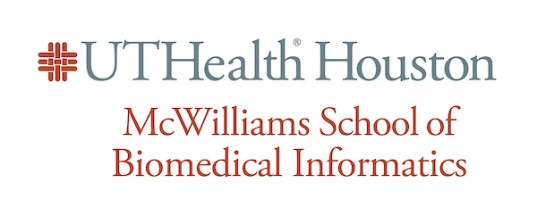 UTHealth® Houston
McWilliams School of
Biomedical Informatics